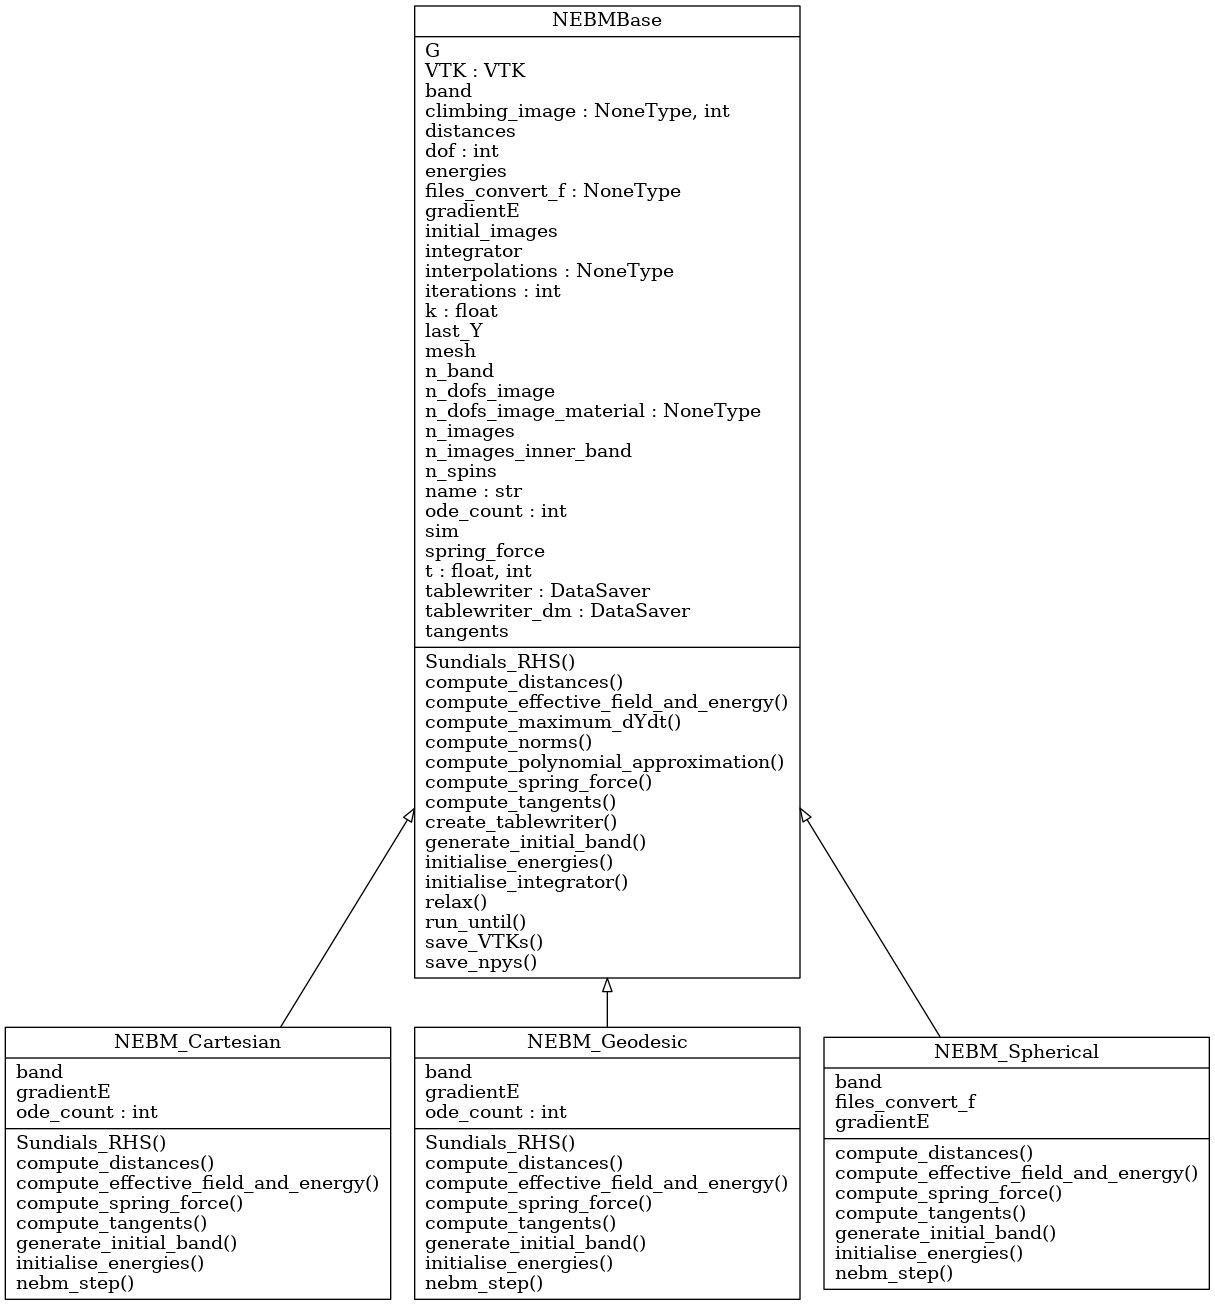 NEBMBase
G
VTK : VTK
band
climbing_image : NoneType, int
distances
dof : int
energies
files_convert_f : NoneType
gradientE
initial_images
integrator
interpolations : NoneType
iterations : int
k : float
last_Y
mesh
n_band
n_dofs_image
n_dofs_image_material : NoneType
n_images
n_images_inner_band
n_spins
name : str
ode_count : int
sim
spring_force
t : float, int
tablewriter : DataSaver
tablewriter_dm : DataSaver
tangents
Sundials_RHS()
compute_distances()
compute_effective_field_and_energy()
compute_maximum_dYdt()
compute_norms()
compute_polynomial_approximation()
compute_spring_force()
compute_tangents()
create_tablewriter()
generate_initial_band()
initialise_energies()
initialise_integrator()
relax()
run_until()
save_VTKs()
save_npys()
NEBM_Cartesian
band
gradientE
ode_count : int
Sundials_RHS()
compute_distances()
compute_effective_field_and_energy()
compute_spring_force()
compute_tangents()
generate_initial_band()
initialise_energies()
nebm_step()
NEBM_Geodesic
band
gradientE
ode_count : int
Sundials_RHS()
compute_distances()
compute_effective_field_and_energy()
compute_spring_force()
compute_tangents()
generate_initial_band()
initialise_energies()
nebm_step()
NEBM_Spherical
band
files_convert_f
gradientE
compute_distances()
compute_effective_field_and_energy()
compute_spring_force()
compute_tangents()
generate_initial_band()
initialise_energies()
nebm_step()